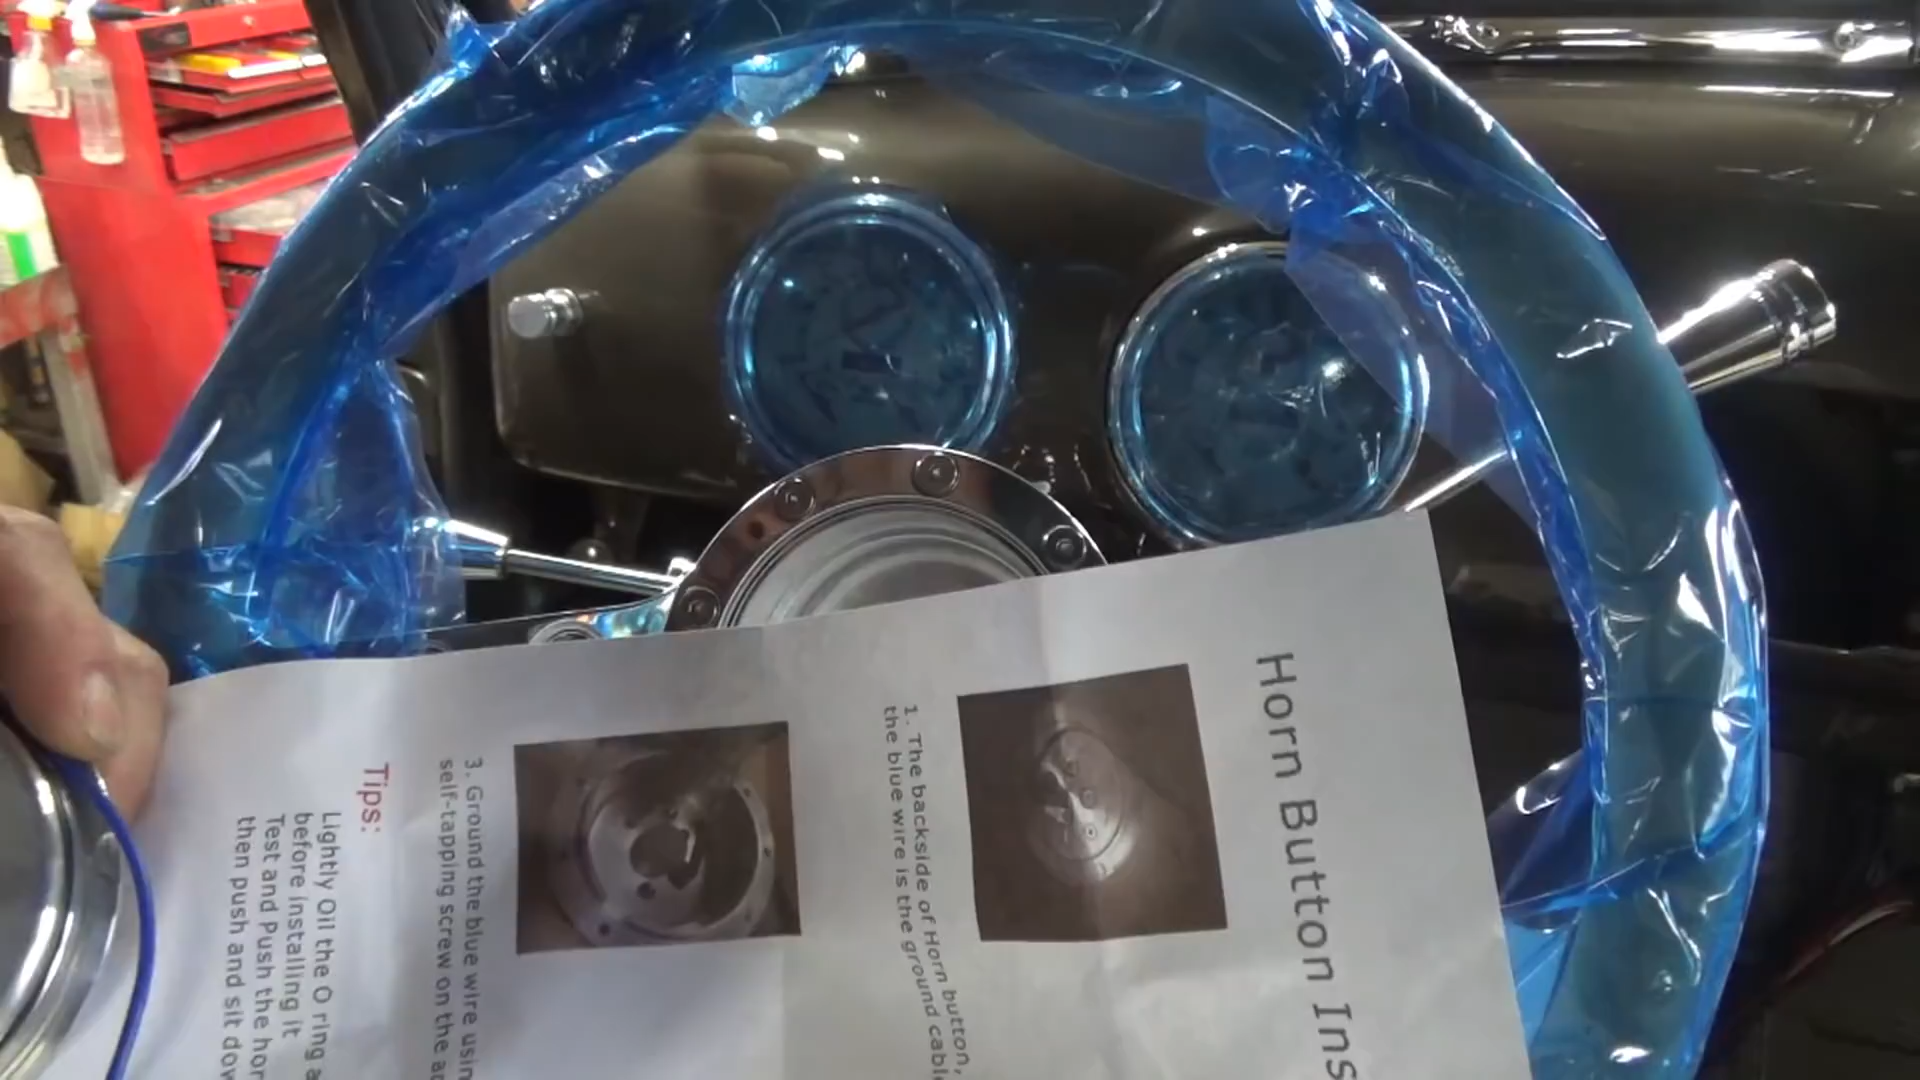 Horn Button Ins
1. The backside of Horn button,
the blue wire is the ground cabl
3. Ground the blue wire usin
self-tapping screw on the a
Tips:
Lightly Oil the O ring a
before installing it
Test and Push the hor
then push and sit dow